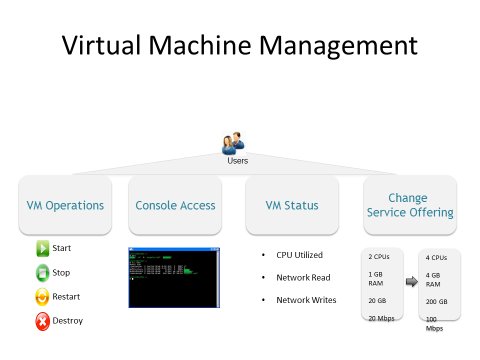 Virtual Machine Management
Users
VM Operations
Console Access
VM Status
Change
Service Offering
Start
Stop
Restart
Destroy
• CPU Utilized
• Network Read
• Network Writes
2 CPUs
1 GB
RAM
20 GB
20 Mbps
4 CPUs
4 GB
RAM
200 GB
100
Mbps